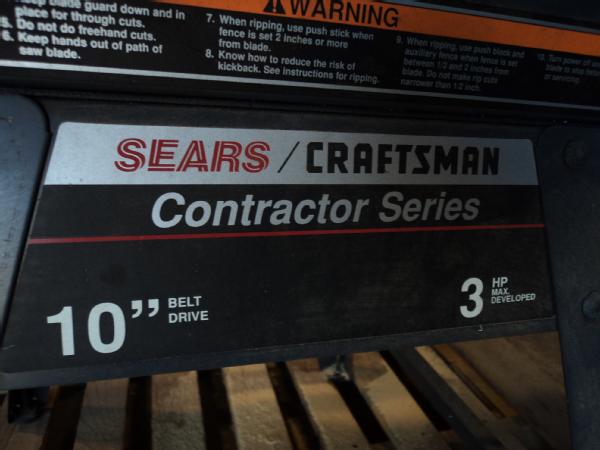 WARNING
blade guard down and in
place for through cuts.
5. Do not do freehand cuts.
6. Keep hands out of path of
saw blade.
7. When ripping, use push stick when
fence is set 2 inches or more
from blade.
8. Know how to reduce the risk of
kickback. See instructions for ripping.
9. When ripping, use push block and
auxiliary fence when fence is set
between 1/2 and 2 inches from
blade. Do not make rip cuts
narrower than 1/2 inch.
10. Turn power off
blade to stop
or servicing.
SEARS / CRAFTSMAN
Contractor Series
10” BELT
DRIVE
3 HP
MAX.
DEVELOPED